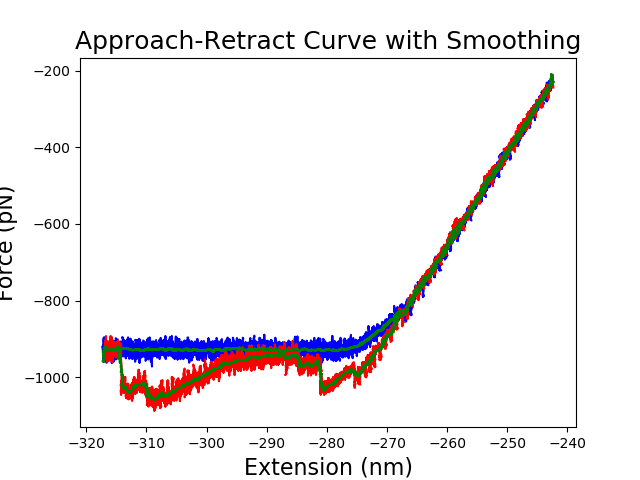 Approach-Retract Curve with Smoothing
−200
−400
−600
−800
−1000
Force (pN)
−320 −310 −300 −290 −280 −270 −260 −250 −240
Extension (nm)